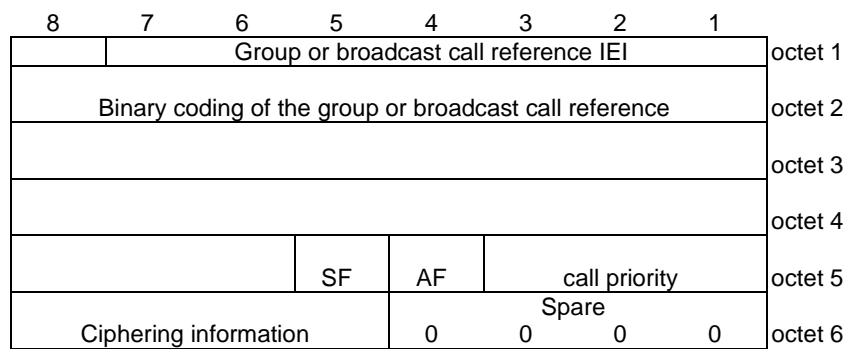 8 7 6 5 4 3 2 1
Group or broadcast call reference IEI octet 1
Binary coding of the group or broadcast call reference octet 2
octet 3
octet 4
SF AF call priority octet 5
Spare
Ciphering information 0 0 0 0 octet 6